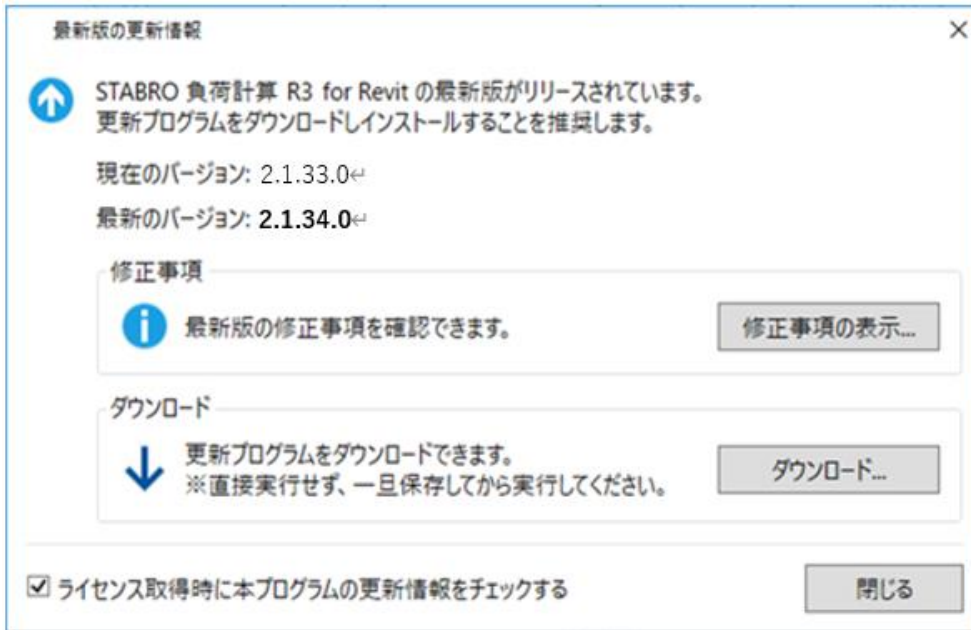 最新版の更新情報
STABRO 負荷計算 R3 for Revit の最新版がリリースされています。
更新プログラムをダウンロードしインストールすることを推奨します。
現在のバージョン: 2.1.33.0↵
最新のバージョン: 2.1.34.0↵
修正事項
最新版の修正事項を確認できます。
修正事項の表示...
ダウンロード
更新プログラムをダウンロードできます。
※直接実行せず、一旦保存してから実行してください。
ダウンロード...
ライセンス取得時に本プログラムの更新情報をチェックする
閉じる